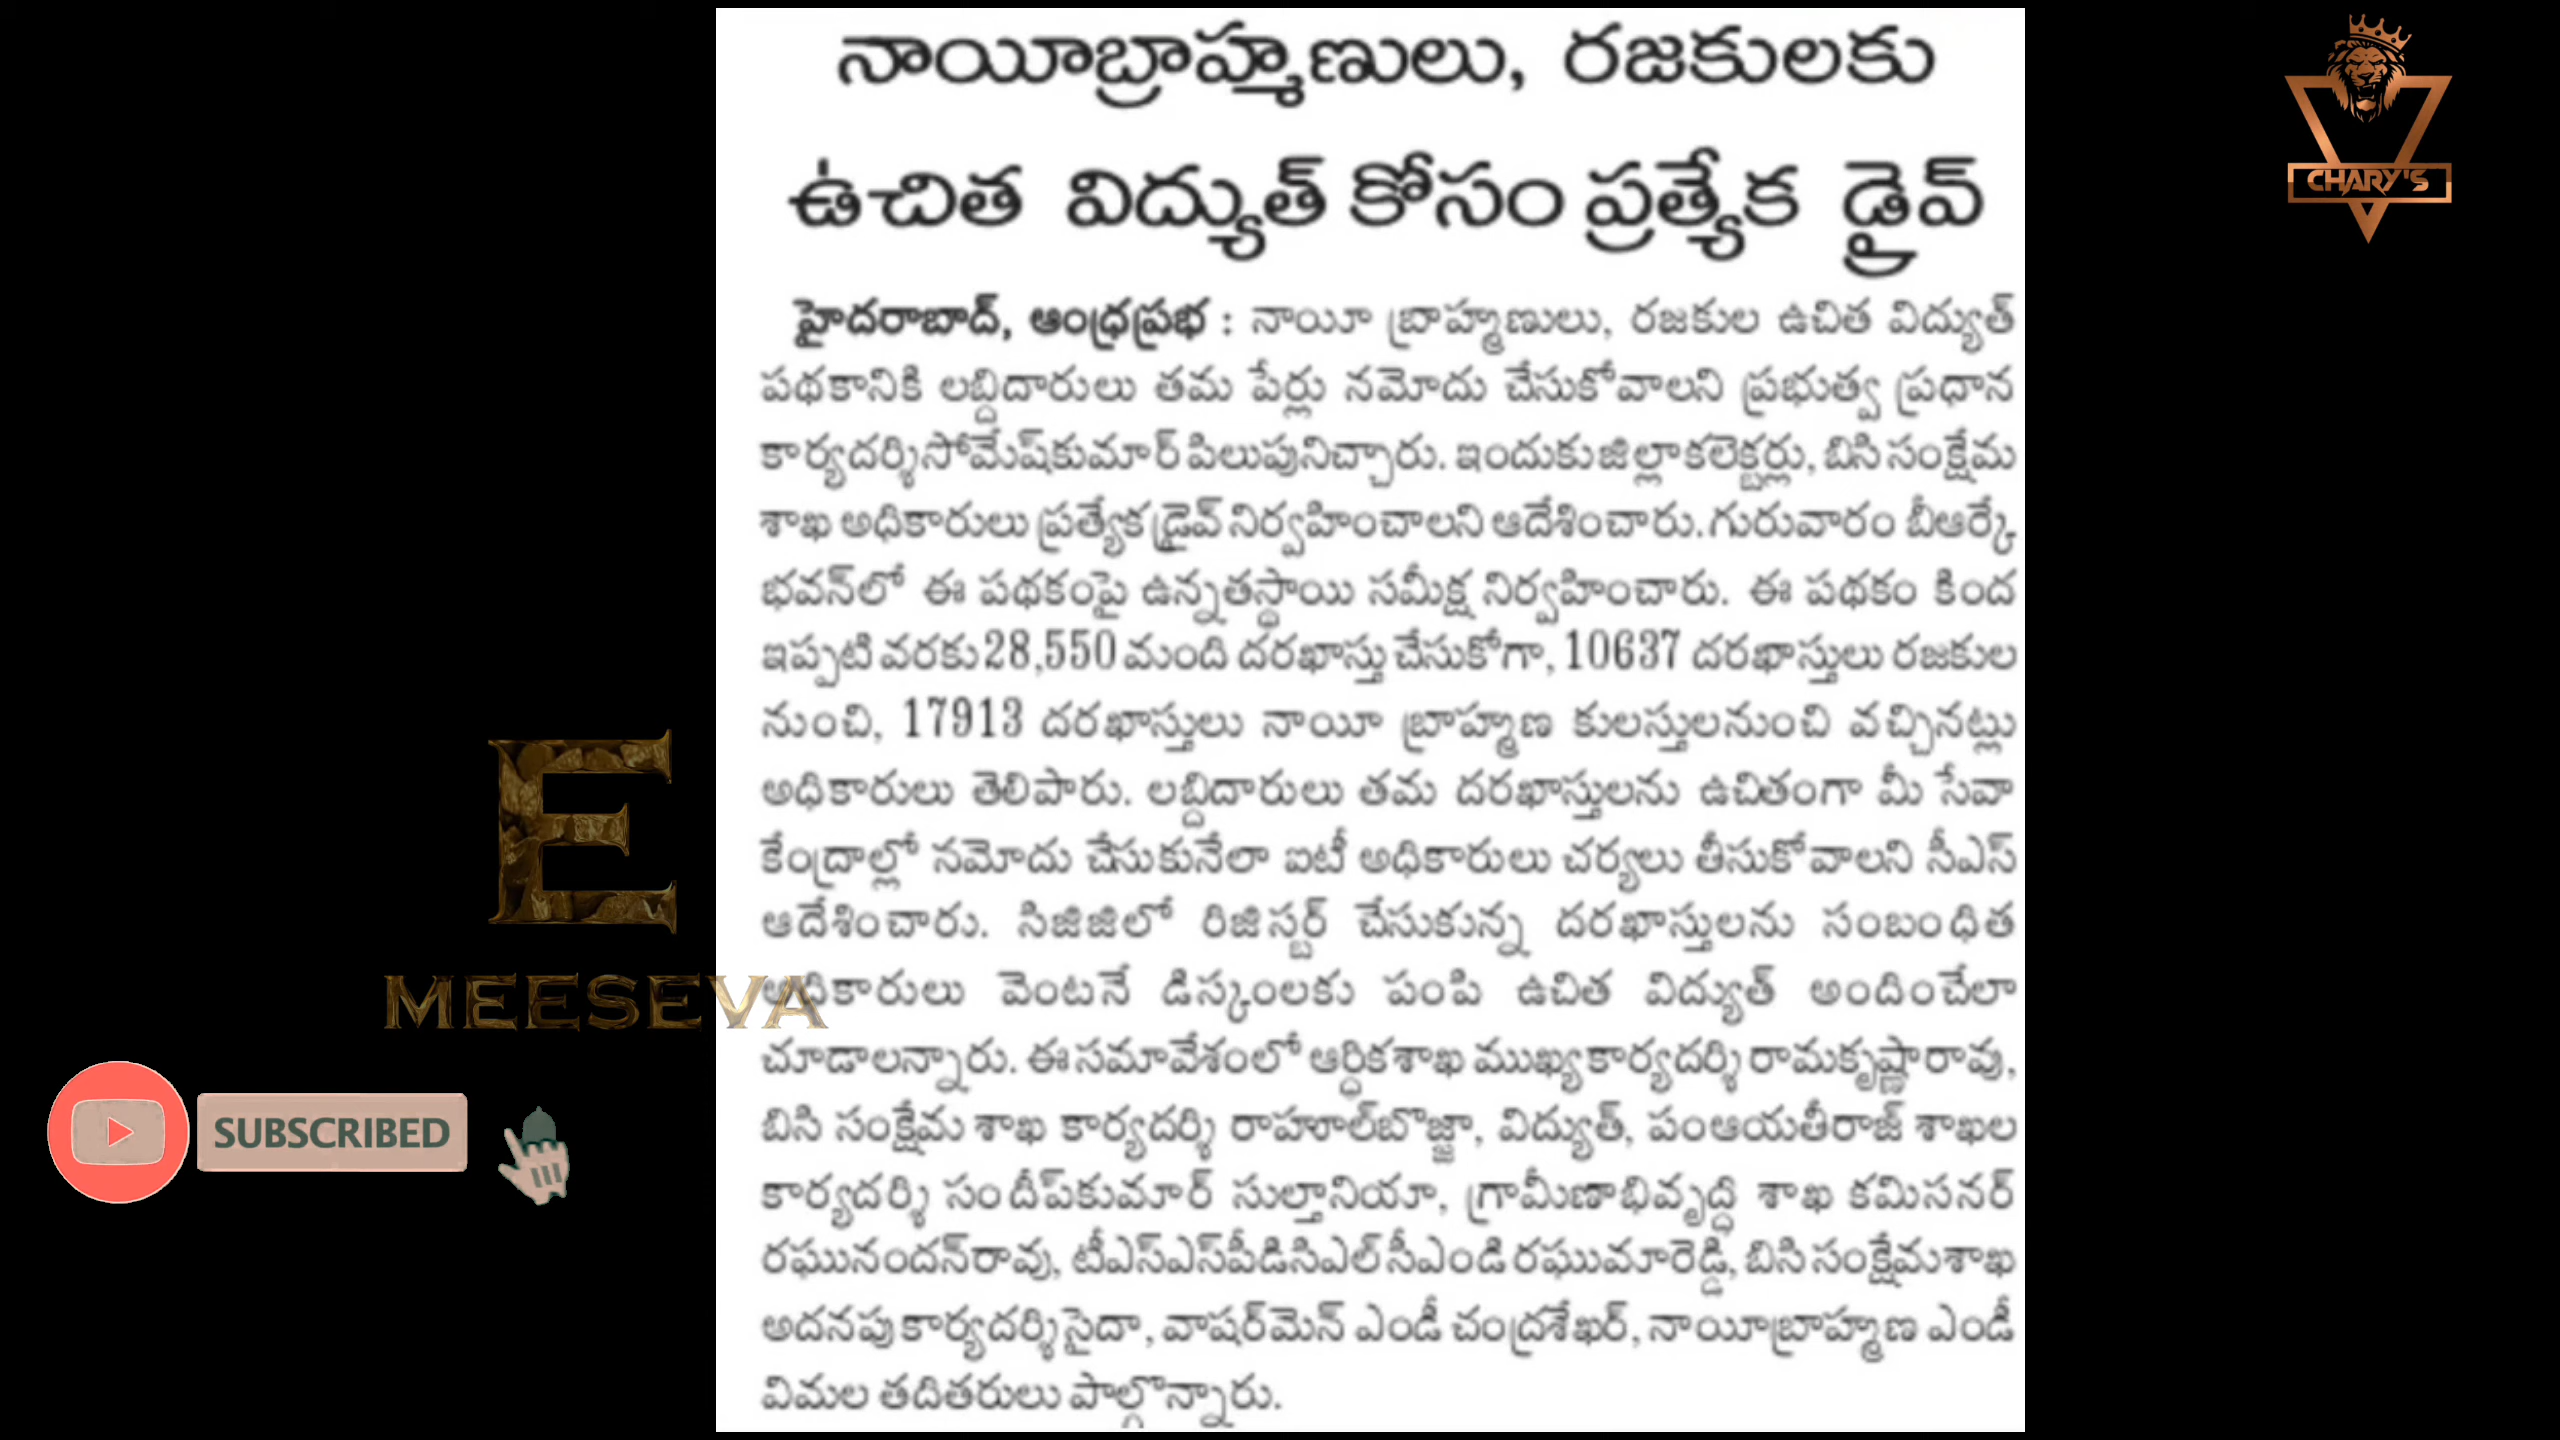 నాయీబ్రాహ్మణులు, రజకులకు
ఉచిత విద్యుత్ కోసం ప్రత్యేక డ్రైవ్
CHARY'S
హైదరాబాద్, ఆంధ్రప్రభ : నాయీ బ్రాహ్మణులు, రజకుల ఉచిత విద్యుత్
పథకానికి లబ్దిదారులు తమ పేర్లు నమోదు చేసుకోవాలని ప్రభుత్వ ప్రధాన
కార్యదర్శి సోమేష్‌కుమార్ పిలుపునిచ్చారు. ఇందుకు జిల్లా కలెక్టర్లు, బిసి సంక్షేమ
శాఖ అధికారులు ప్రత్యేక డ్రైవ్ నిర్వహించాలని ఆదేశించారు. గురువారం బీఆర్కే
భవన్‌లో ఈ పథకంపై ఉన్నతస్థాయి సమీక్ష నిర్వహించారు. ఈ పథకం కింద
ఇప్పటి వరకు 28,550 మంది దరఖాస్తు చేసుకోగా, 10637 దరఖాస్తులు రజకుల
నుంచి, 17913 దరఖాస్తులు నాయీ బ్రాహ్మణ కులస్తులనుంచి వచ్చినట్లు
అధికారులు తెలిపారు. లబ్దిదారులు తమ దరఖాస్తులను ఉచితంగా మీ సేవా
కేంద్రాల్లో నమోదు చేసుకునేలా ఐటీ అధికారులు చర్యలు తీసుకోవాలని సీఎస్
ఆదేశించారు. సిజిజిలో రిజిస్టర్ చేసుకున్న దరఖాస్తులను సంబంధిత
అధికారులు వెంటనే డిస్కంలకు పంపి ఉచిత విద్యుత్ అందించేలా
చూడాలన్నారు. ఈ సమావేశంలో ఆర్ధికశాఖ ముఖ్య కార్యదర్శి రామకృష్ణారావు,
బిసి సంక్షేమ శాఖ కార్యదర్శి రాహూల్‌బొజ్జా, విద్యుత్, పంఆయతీరాజ్ శాఖల
కార్యదర్శి సందీప్‌కుమార్ సుల్తానియా, గ్రామీణాభివృద్ధి శాఖ కమిసనర్
రఘునందన్‌రావు, టీఎస్ఎస్‌పీడిసిఎల్ సీఎండి రఘుమారెడ్డి, బిసి సంక్షేమశాఖ
అదనపు కార్యదర్శి సైదా, వాషర్‌మెన్ ఎండీ చంద్రశేఖర్, నాయీబ్రాహ్మణ ఎండీ
విమల తదితరులు పాల్గొన్నారు.
E
MEESEVA
SUBSCRIBED